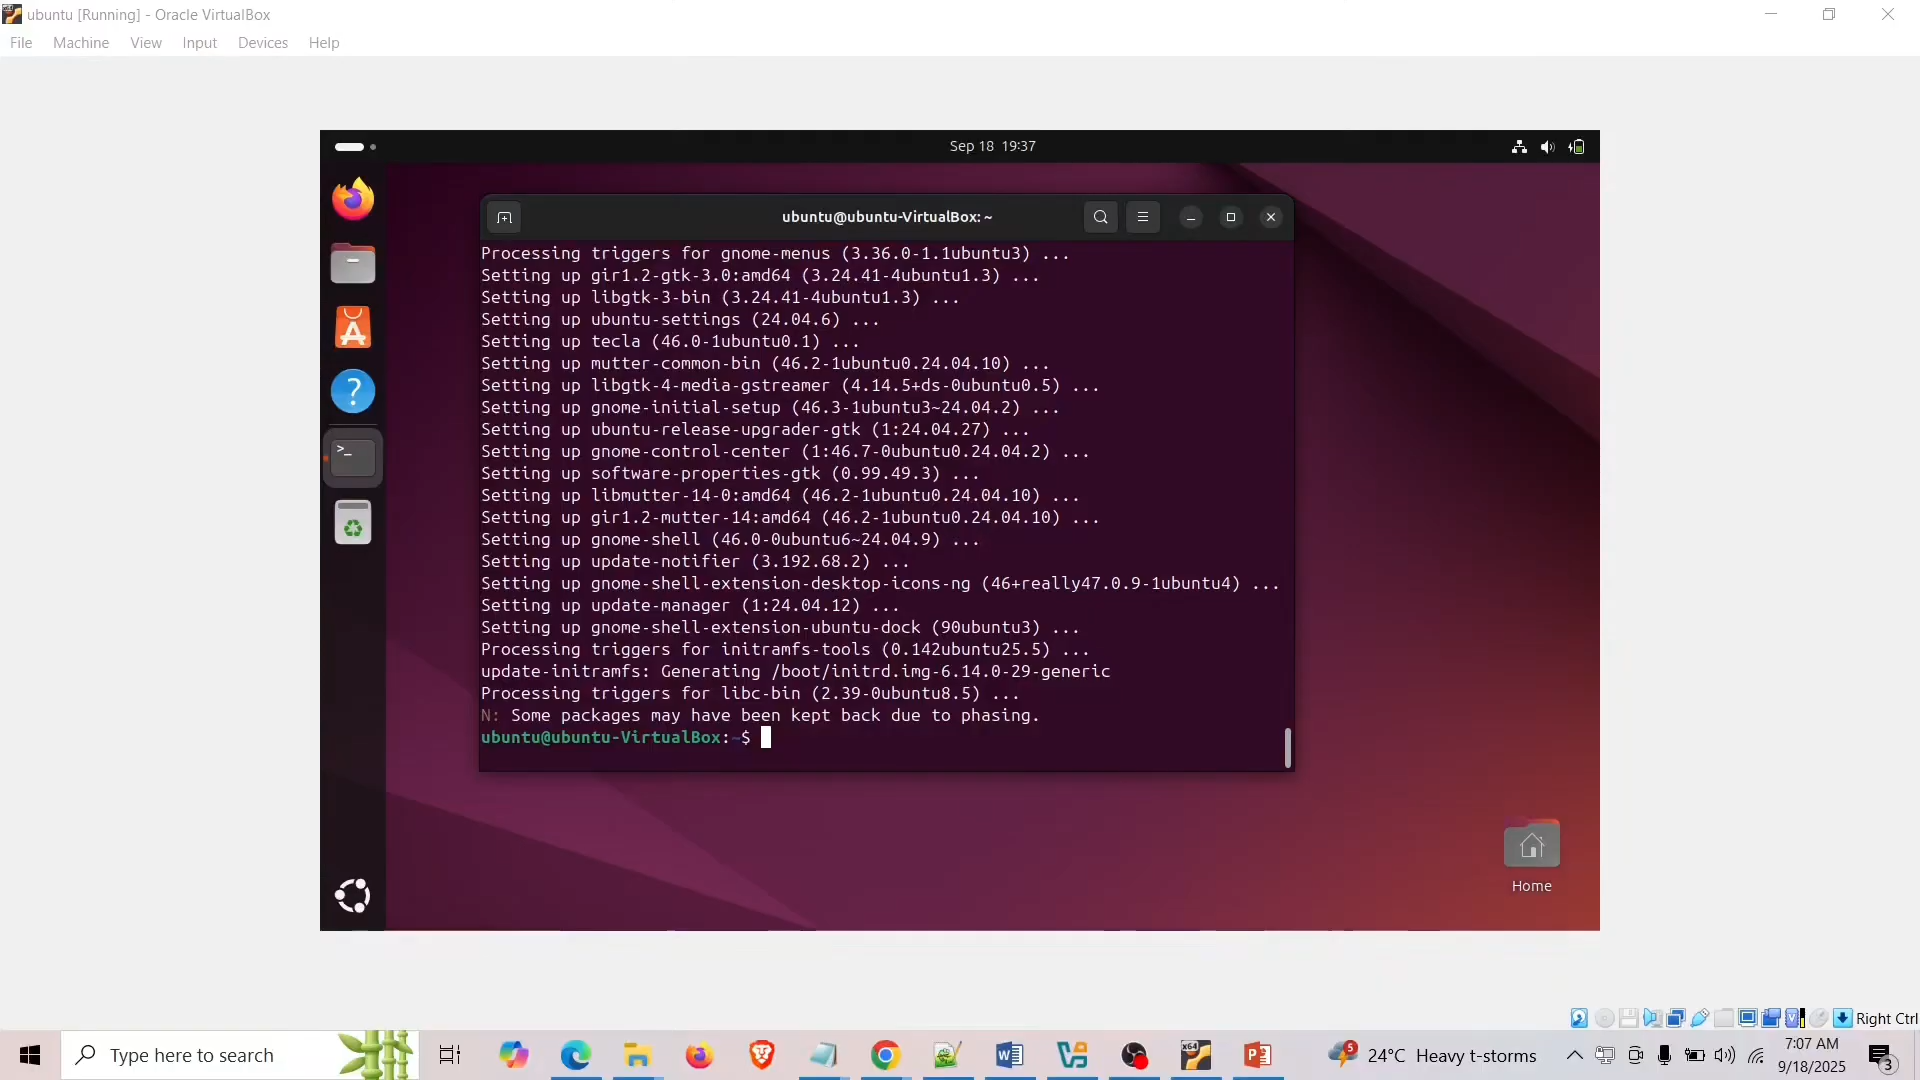 ubuntu [Running] - Oracle VirtualBox
File Machine View Input Devices Help
Sep 18 19:37
ubuntu@ubuntu-VirtualBox: ~
Processing triggers for gnome-menus (3.36.0-1.1ubuntu3) ...
Setting up gir1.2-gtk-3.0:amd64 (3.24.41-4ubuntu1.3) ...
Setting up libgtk-3-bin (3.24.41-4ubuntu1.3) ...
Setting up ubuntu-settings (24.04.6) ...
Setting up tecla (46.0-1ubuntu0.1) ...
Setting up mutter-common-bin (46.2-1ubuntu0.24.04.10) ...
Setting up libgtk-4-media-gstreamer (4.14.5+ds-0ubuntu0.5) ...
Setting up gnome-initial-setup (46.3-1ubuntu3~24.04.2) ...
Setting up ubuntu-release-upgrader-gtk (1:24.04.27) ...
Setting up gnome-control-center (1:46.7-0ubuntu0.24.04.2) ...
Setting up software-properties-gtk (0.99.49.3) ...
Setting up libmutter-14-0:amd64 (46.2-1ubuntu0.24.04.10) ...
Setting up gir1.2-mutter-14:amd64 (46.2-1ubuntu0.24.04.10) ...
Setting up gnome-shell (46.0-0ubuntu6~24.04.9) ...
Setting up update-notifier (3.192.68.2) ...
Setting up gnome-shell-extension-desktop-icons-ng (46+really47.0.9-1ubuntu4) ...
Setting up update-manager (1:24.04.12) ...
Setting up gnome-shell-extension-ubuntu-dock (90ubuntu3) ...
Processing triggers for initramfs-tools (0.142ubuntu25.5) ...
update-initramfs: Generating /boot/initrd.img-6.14.0-29-generic
Processing triggers for libc-bin (2.39-0ubuntu8.5) ...
N: Some packages may have been kept back due to phasing.
ubuntu@ubuntu-VirtualBox:~$
Home
Right Ctrl
Type here to search
5
24°C Heavy t-storms
7:07 AM
9/18/2025
3